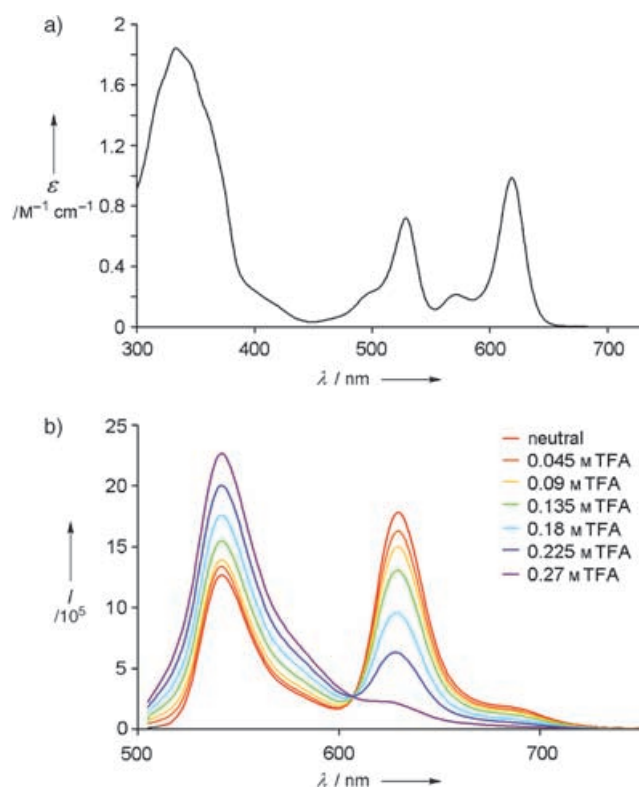 a)
2
1.6
1.2
ε
/M⁻¹ cm⁻¹
0.8
0.4
0
300 400 500 600 700
λ / nm
b)
25
20
15
I
/10⁵
10
5
0
500 600 700
λ / nm
neutral
0.045 M TFA
0.09 M TFA
0.135 M TFA
0.18 M TFA
0.225 M TFA
0.27 M TFA